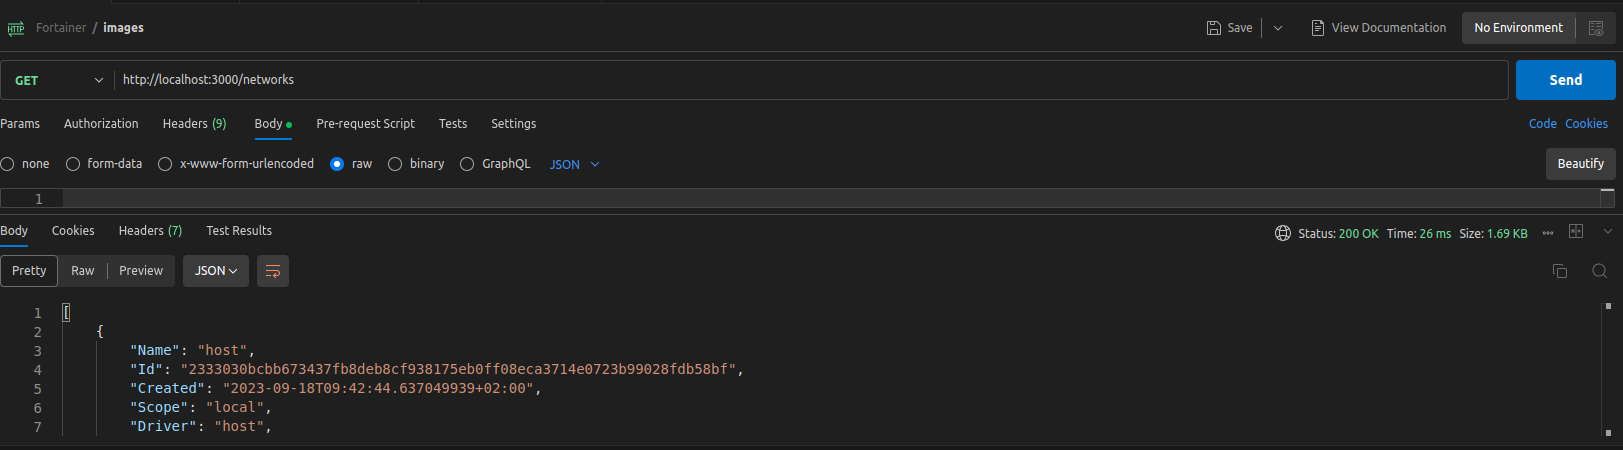 HTTP Fortainer / images Save View Documentation No Environment
GET http://localhost:3000/networks Send
Params Authorization Headers (9) Body Pre-request Script Tests Settings Code Cookies
none form-data x-www-form-urlencoded raw binary GraphQL JSON Beautify
1
Body Cookies Headers (7) Test Results Status: 200 OK Time: 26 ms Size: 1.69 KB
Pretty Raw Preview JSON
1 [
2 {
3 "Name": "host",
4 "Id": "2333030bcbb673437fb8deb8cf938175eb0ff08eca3714e0723b99028fdb58bf",
5 "Created": "2023-09-18T09:42:44.637049939+02:00",
6 "Scope": "local",
7 "Driver": "host",